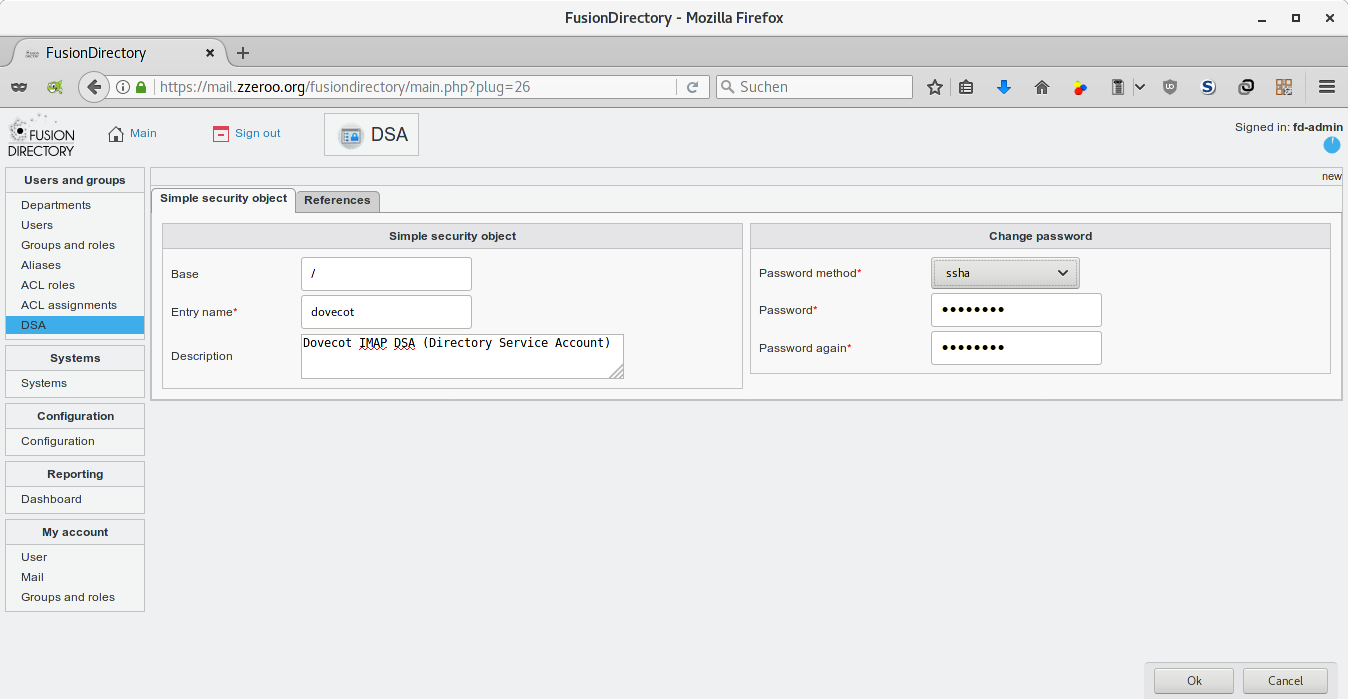 FusionDirectory - Mozilla Firefox
FusionDirectory
https://mail.zzeroo.org/fusiondirectory/main.php?plug=26
Suchen
FUSION
DIRECTORY
Main
Sign out
DSA
Signed in: fd-admin
new
Users and groups
Departments
Users
Groups and roles
Aliases
ACL roles
ACL assignments
DSA
Systems
Systems
Configuration
Configuration
Reporting
Dashboard
My account
User
Mail
Groups and roles
Simple security object
References
Simple security object
Base
/
Entry name*
dovecot
Description
Dovecot IMAP DSA (Directory Service Account)
Change password
Password method*
ssha
Password*
••••••••
Password again*
••••••••
Ok
Cancel